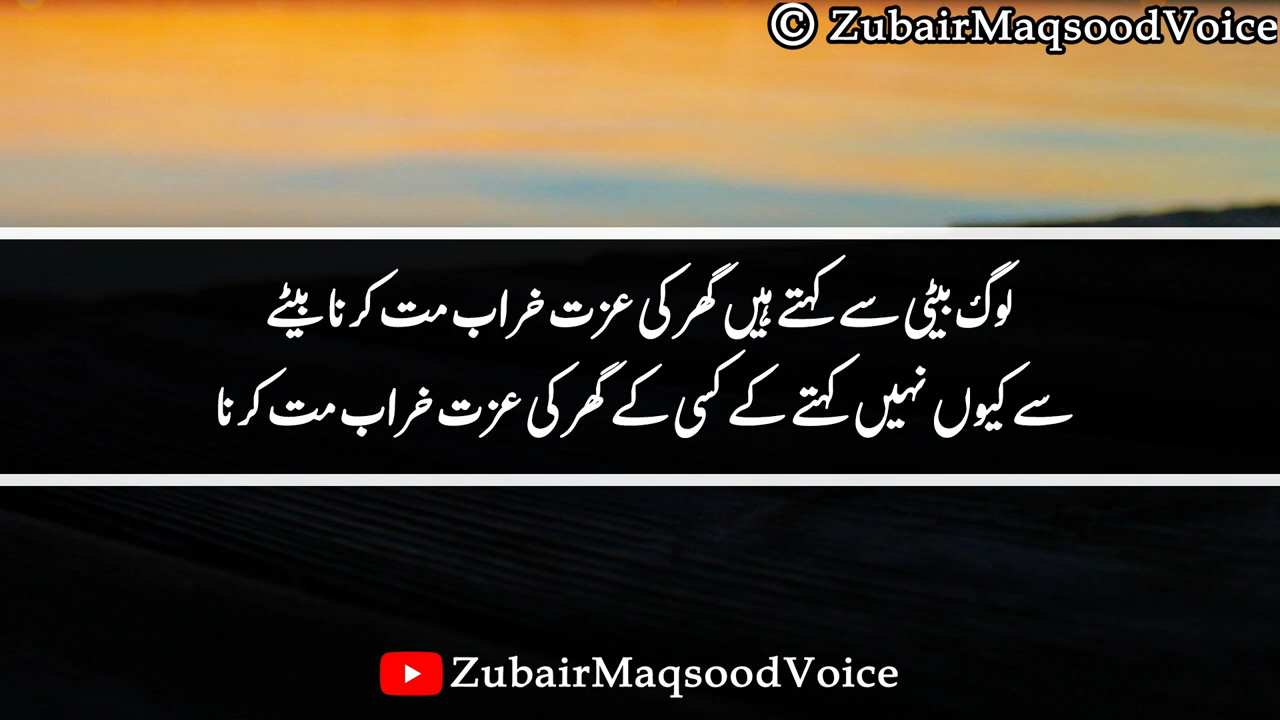 © ZubairMaqsoodVoice
لوگ بیٹی سے کہتے ہیں گھر کی عزت خراب مت کرنا بیٹے
سے کیوں نہیں کہتے کے کسی کے گھر کی عزت خراب مت کرنا
ZubairMaqsoodVoice